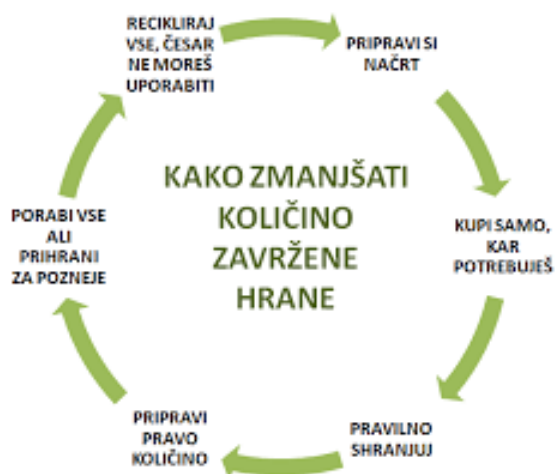 RECIKLIRAJ
VSE, ČESAR
NE MOREŠ
UPORABITI
PRIPRAVI SI
NAČRT
KAKO ZMANJŠATI
KOLIČINO
ZAVRŽENE
HRANE
KUPI SAMO,
KAR
POTREBUJEŠ
PRAVILNO
SHRANJUJ
PRIPRAVI
PRAVO
KOLIČINO
PORABI VSE
ALI
PRIHRANI
ZA POZNEJE